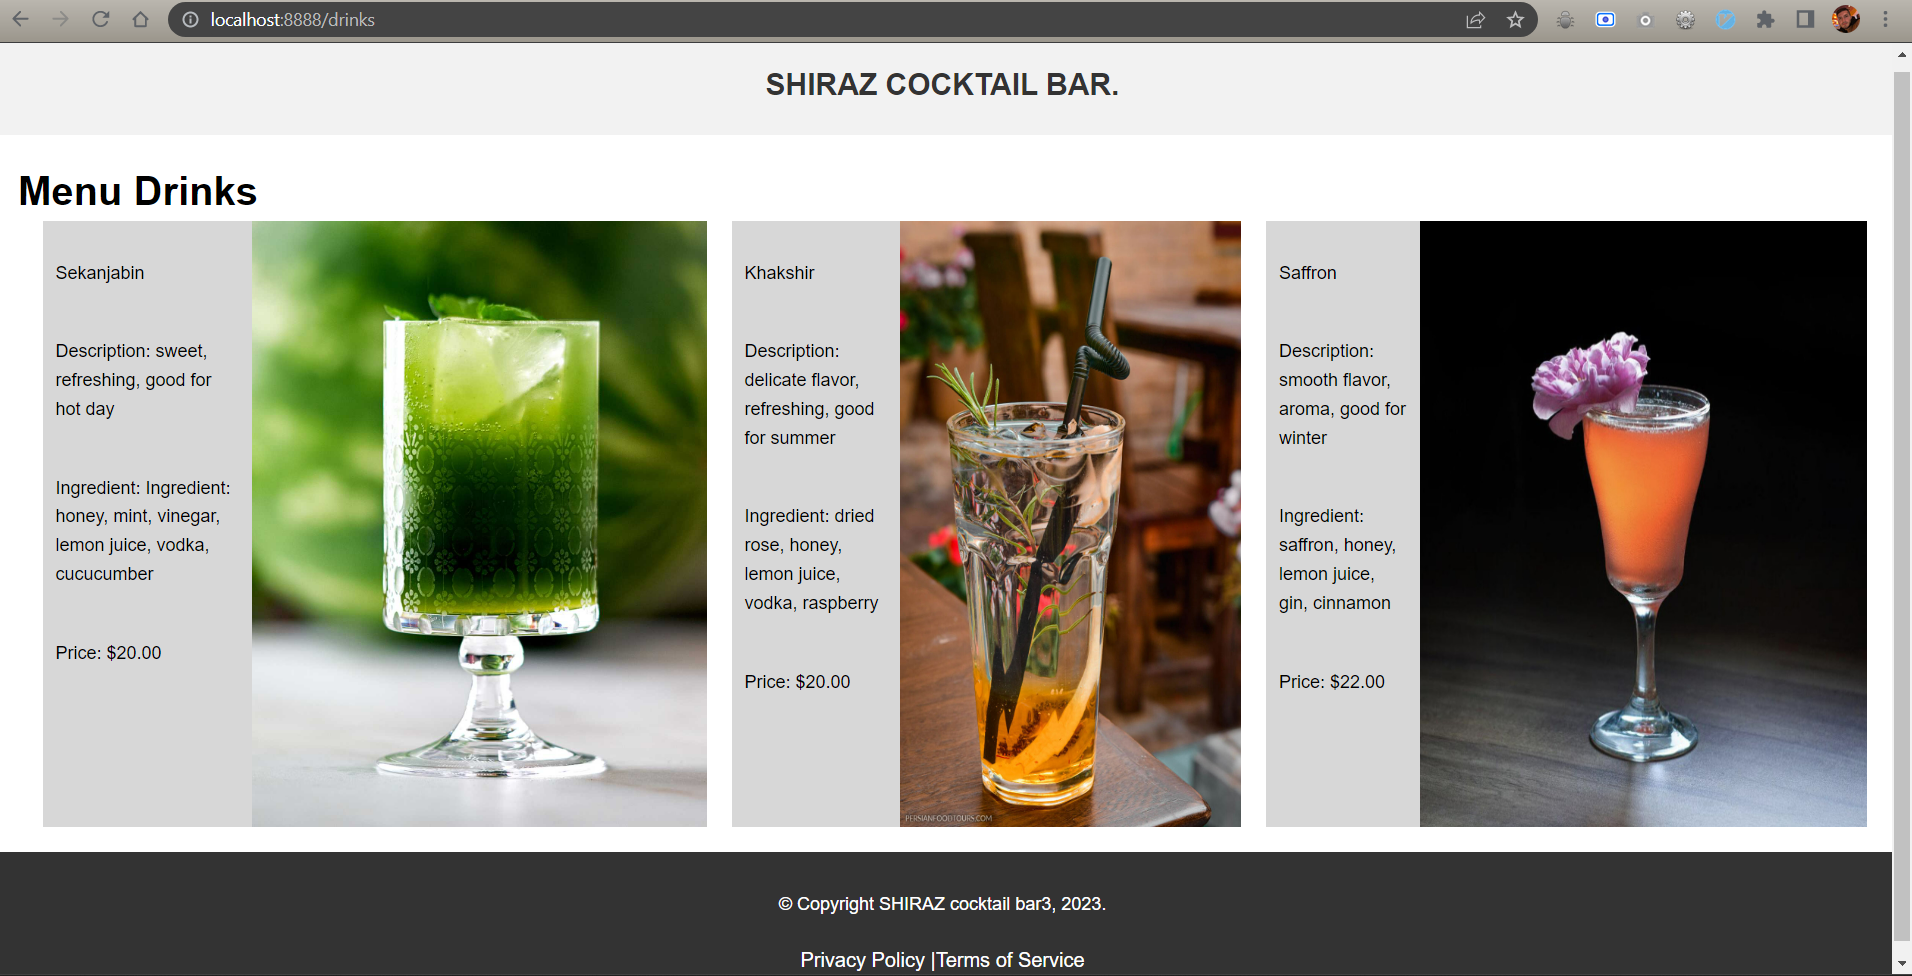 localhost:8888/drinks
SHIRAZ COCKTAIL BAR.
Menu Drinks
Sekanjabin
Description: sweet,
refreshing, good for
hot day
Ingredient: Ingredient:
honey, mint, vinegar,
lemon juice, vodka,
cucucumber
Price: $20.00
Khakshir
Description:
delicate flavor,
refreshing, good
for summer
Ingredient: dried
rose, honey,
lemon juice,
vodka, raspberry
Price: $20.00
PERSIANFOODTOURS.COM
Saffron
Description:
smooth flavor,
aroma, good for
winter
Ingredient:
saffron, honey,
lemon juice,
gin, cinnamon
Price: $22.00
© Copyright SHIRAZ cocktail bar3, 2023.
Privacy Policy |Terms of Service